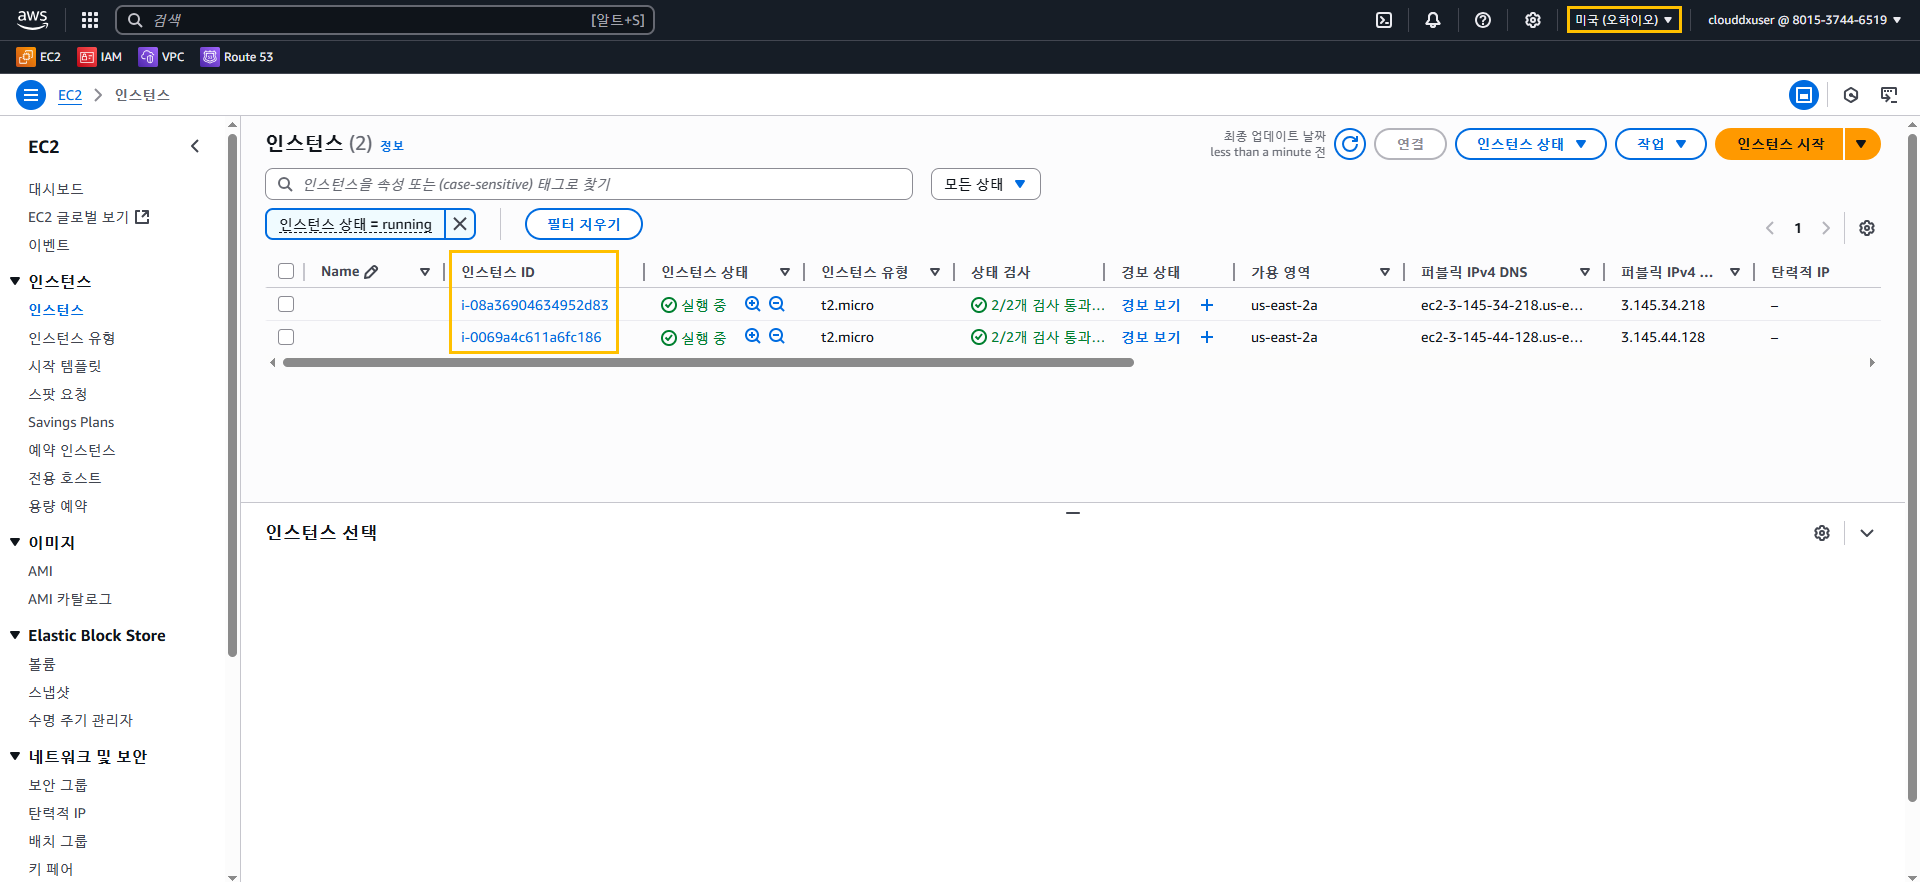 aws 검색 [알트+S] 미국 (오하이오) clouddxuser @ 8015-3744-6519
EC2 IAM VPC Route 53
EC2 인스턴스
EC2
대시보드
EC2 글로벌 보기
이벤트
인스턴스
인스턴스
인스턴스 유형
시작 템플릿
스팟 요청
Savings Plans
예약 인스턴스
전용 호스트
용량 예약
이미지
AMI
AMI 카탈로그
Elastic Block Store
볼륨
스냅샷
수명 주기 관리자
네트워크 및 보안
보안 그룹
탄력적 IP
배치 그룹
키 페어
인스턴스 (2) 정보
최종 업데이트 날짜
less than a minute 전
연결 인스턴스 상태 작업 인스턴스 시작
인스턴스을 속성 또는 (case-sensitive) 태그로 찾기 모든 상태
인스턴스 상태 = running 필터 지우기 1
Name 인스턴스 ID 인스턴스 상태 인스턴스 유형 상태 검사 경보 상태 가용 영역 퍼블릭 IPv4 DNS 퍼블릭 IPv4 ... 탄력적 IP
i-08a36904634952d83 실행 중 t2.micro 2/2개 검사 통과... 경보 보기 + us-east-2a ec2-3-145-34-218.us-e... 3.145.34.218 –
i-0069a4c611a6fc186 실행 중 t2.micro 2/2개 검사 통과... 경보 보기 + us-east-2a ec2-3-145-44-128.us-e... 3.145.44.128 –
인스턴스 선택